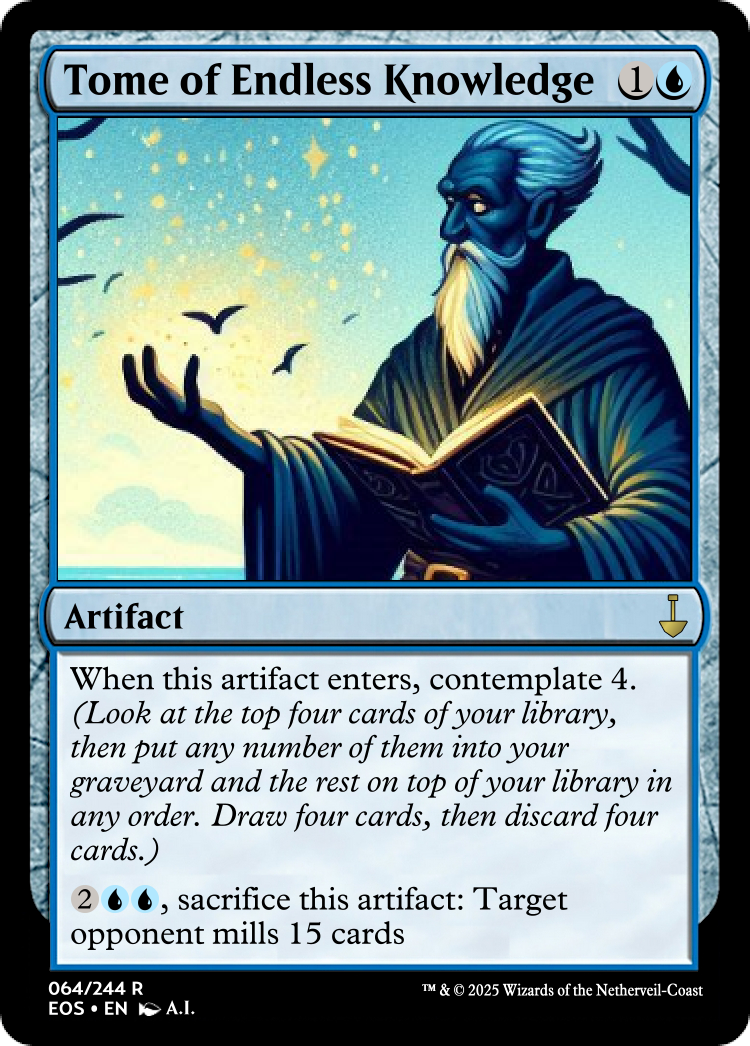 Tome of Endless Knowledge 1
Artifact
When this artifact enters, contemplate 4.
(Look at the top four cards of your library,
then put any number of them into your
graveyard and the rest on top of your library in
any order. Draw four cards, then discard four
cards.)
2, sacrifice this artifact: Target
opponent mills 15 cards
064/244 R
EOS • EN A.I.
™ & © 2025 Wizards of the Netherveil-Coast